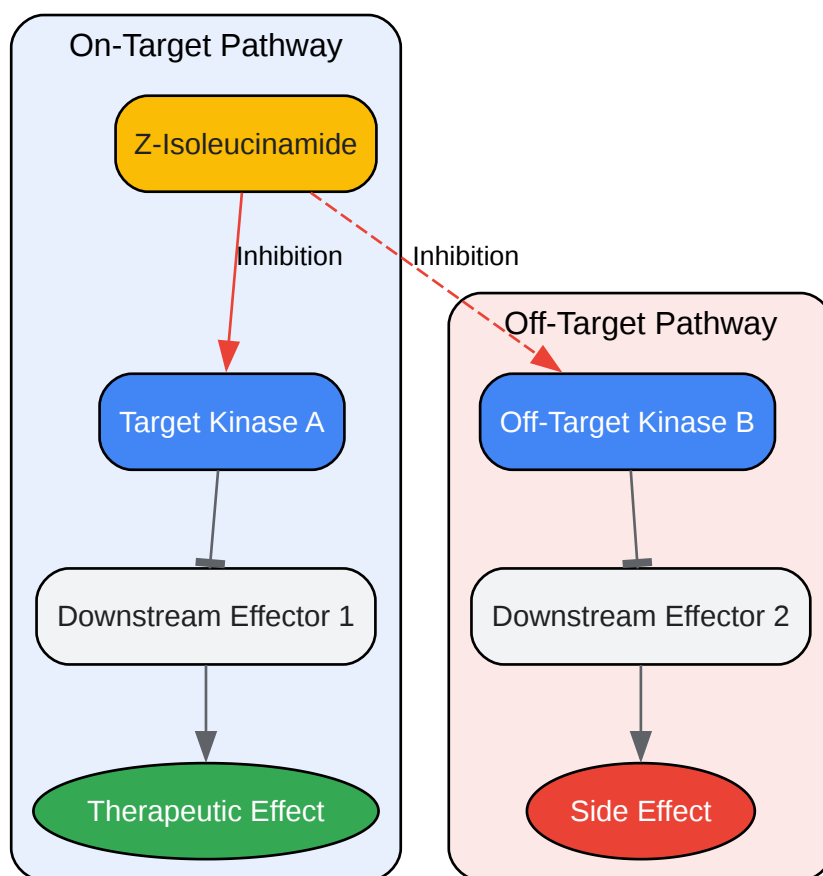 On-Target Pathway
Z-Isoleucinamide
Inhibition
Inhibition
Off-Target Pathway
Target Kinase A
Off-Target Kinase B
Downstream Effector 1
Downstream Effector 2
Therapeutic Effect
Side Effect